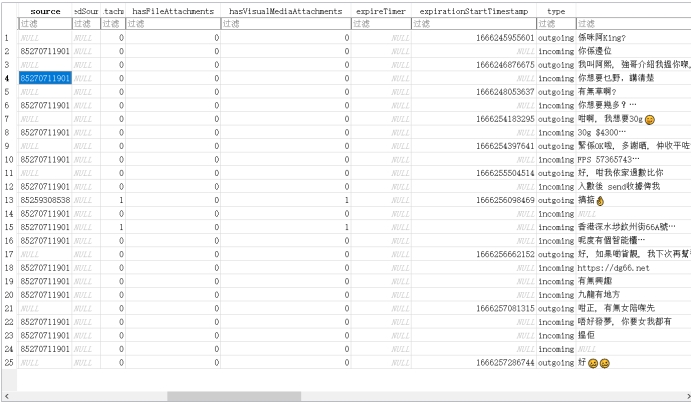 source edSour .tachı hasFileAttachments hasVisualMediaAttachments expireTimer expirationStartTimestamp type
过滤 过滤 过滤 过滤 过滤 过滤 过滤 过滤 过滤
1 NULL NULL 0 0 0 NULL 1666245955601 outgoing 係咪阿King?
2 85270711901 NULL 0 0 0 NULL NULL incoming 你係邊位
3 NULL NULL 0 0 0 NULL 1666246876675 outgoing 我叫阿熙, 強哥介紹我搵你㗎,
4 85270711901 NULL 0 0 0 NULL NULL incoming 你想要乜野, 講清楚
5 NULL NULL 0 0 0 NULL 1666248053637 outgoing 有無草啊?
6 85270711901 NULL 0 0 0 NULL NULL incoming 你想要幾多？…
7 NULL NULL 0 0 0 NULL 1666254183295 outgoing 咁啊, 我想要30g
8 85270711901 NULL 0 0 0 NULL NULL incoming 30g $4300…
9 NULL NULL 0 0 0 NULL 1666254397641 outgoing 緊係OK啦, 多謝晒, 仲收平咗
10 85270711901 NULL 0 0 0 NULL NULL incoming FPS 57365743…
11 NULL NULL 0 0 0 NULL 1666255504514 outgoing 好, 咁我依家過數比你
12 85270711901 NULL 0 0 0 NULL NULL incoming 入數後 send收據俾我
13 85259308538 NULL 1 0 1 NULL 1666256098469 outgoing 搞掂
14 85270711901 NULL 0 0 0 NULL NULL incoming NULL
15 85270711901 NULL 1 0 1 NULL NULL incoming 香港深水埗欽州街66A號…
16 85270711901 NULL 0 0 0 NULL NULL incoming 呢度有個智能櫃…
17 NULL NULL 0 0 0 NULL 1666256662152 outgoing 好, 如果啲貨靚, 我下次再幫
18 85270711901 NULL 0 0 0 NULL NULL incoming https://dg66.net
19 85270711901 NULL 0 0 0 NULL NULL incoming 有無興趣
20 85270711901 NULL 0 0 0 NULL NULL incoming 九龍有地方
21 NULL NULL 0 0 0 NULL 1666257081315 outgoing 咁正, 有無女陪㗎先
22 85270711901 NULL 0 0 0 NULL NULL incoming 唔好發夢, 你要女我都有
23 85270711901 NULL 0 0 0 NULL NULL incoming 搵佢
24 85270711901 NULL 0 0 0 NULL NULL incoming NULL
25 NULL NULL 0 0 0 NULL 1666257286744 outgoing 好